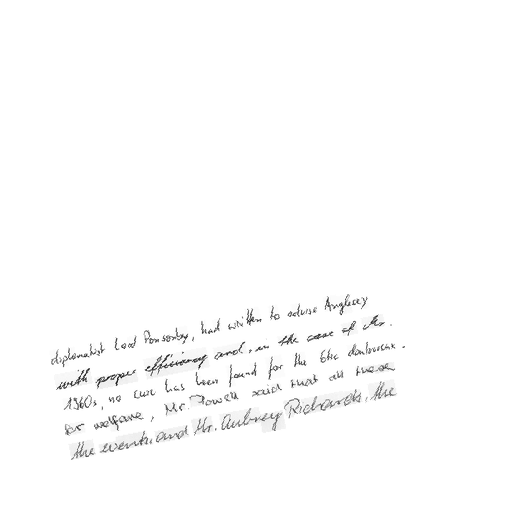 diplomatist Lord Ponsonby, had written to advise Anglesey
with proper efficiency and, in the case of Mr.
1960s, no cure has been found for the
for welfare, Mr. Powell said that all these
the events, and Mr. Aubrey Richards, the